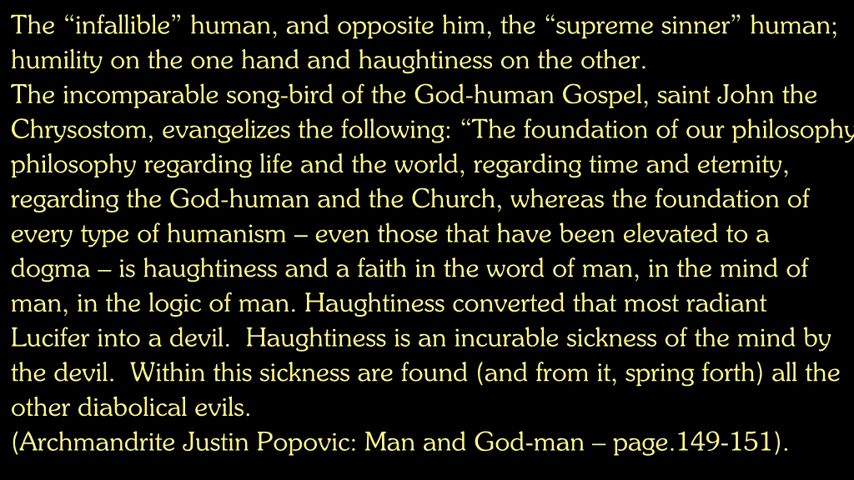 The “infallible” human, and opposite him, the “supreme sinner” human;
humility on the one hand and haughtiness on the other.
The incomparable song-bird of the God-human Gospel, saint John the
Chrysostom, evangelizes the following: “The foundation of our philosophy
philosophy regarding life and the world, regarding time and eternity,
regarding the God-human and the Church, whereas the foundation of
every type of humanism – even those that have been elevated to a
dogma – is haughtiness and a faith in the word of man, in the mind of
man, in the logic of man. Haughtiness converted that most radiant
Lucifer into a devil.  Haughtiness is an incurable sickness of the mind by
the devil.  Within this sickness are found (and from it, spring forth) all the
other diabolical evils.
(Archmandrite Justin Popovic: Man and God-man – page.149-151).